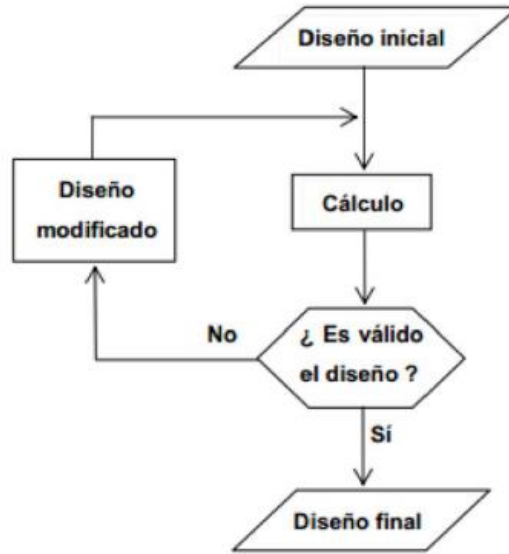 Diseño inicial
Diseño
modificado
Cálculo
No
¿ Es válido
el diseño ?
Sí
Diseño final